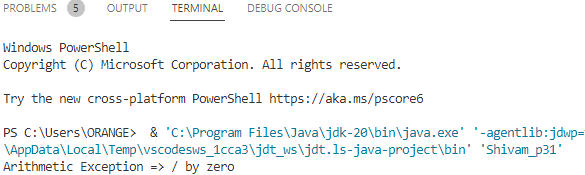 PROBLEMS 5 OUTPUT TERMINAL DEBUG CONSOLE
Windows PowerShell
Copyright (C) Microsoft Corporation. All rights reserved.
Try the new cross-platform PowerShell https://aka.ms/pscore6
PS C:\Users\ORANGE>  & 'C:\Program Files\Java\jdk-20\bin\java.exe' '-agentlib:jdwp=
\AppData\Local\Temp\vscodesws_1cca3\jdt_ws\jdt.ls-java-project\bin' 'Shivam_p31'
Arithmetic Exception => / by zero